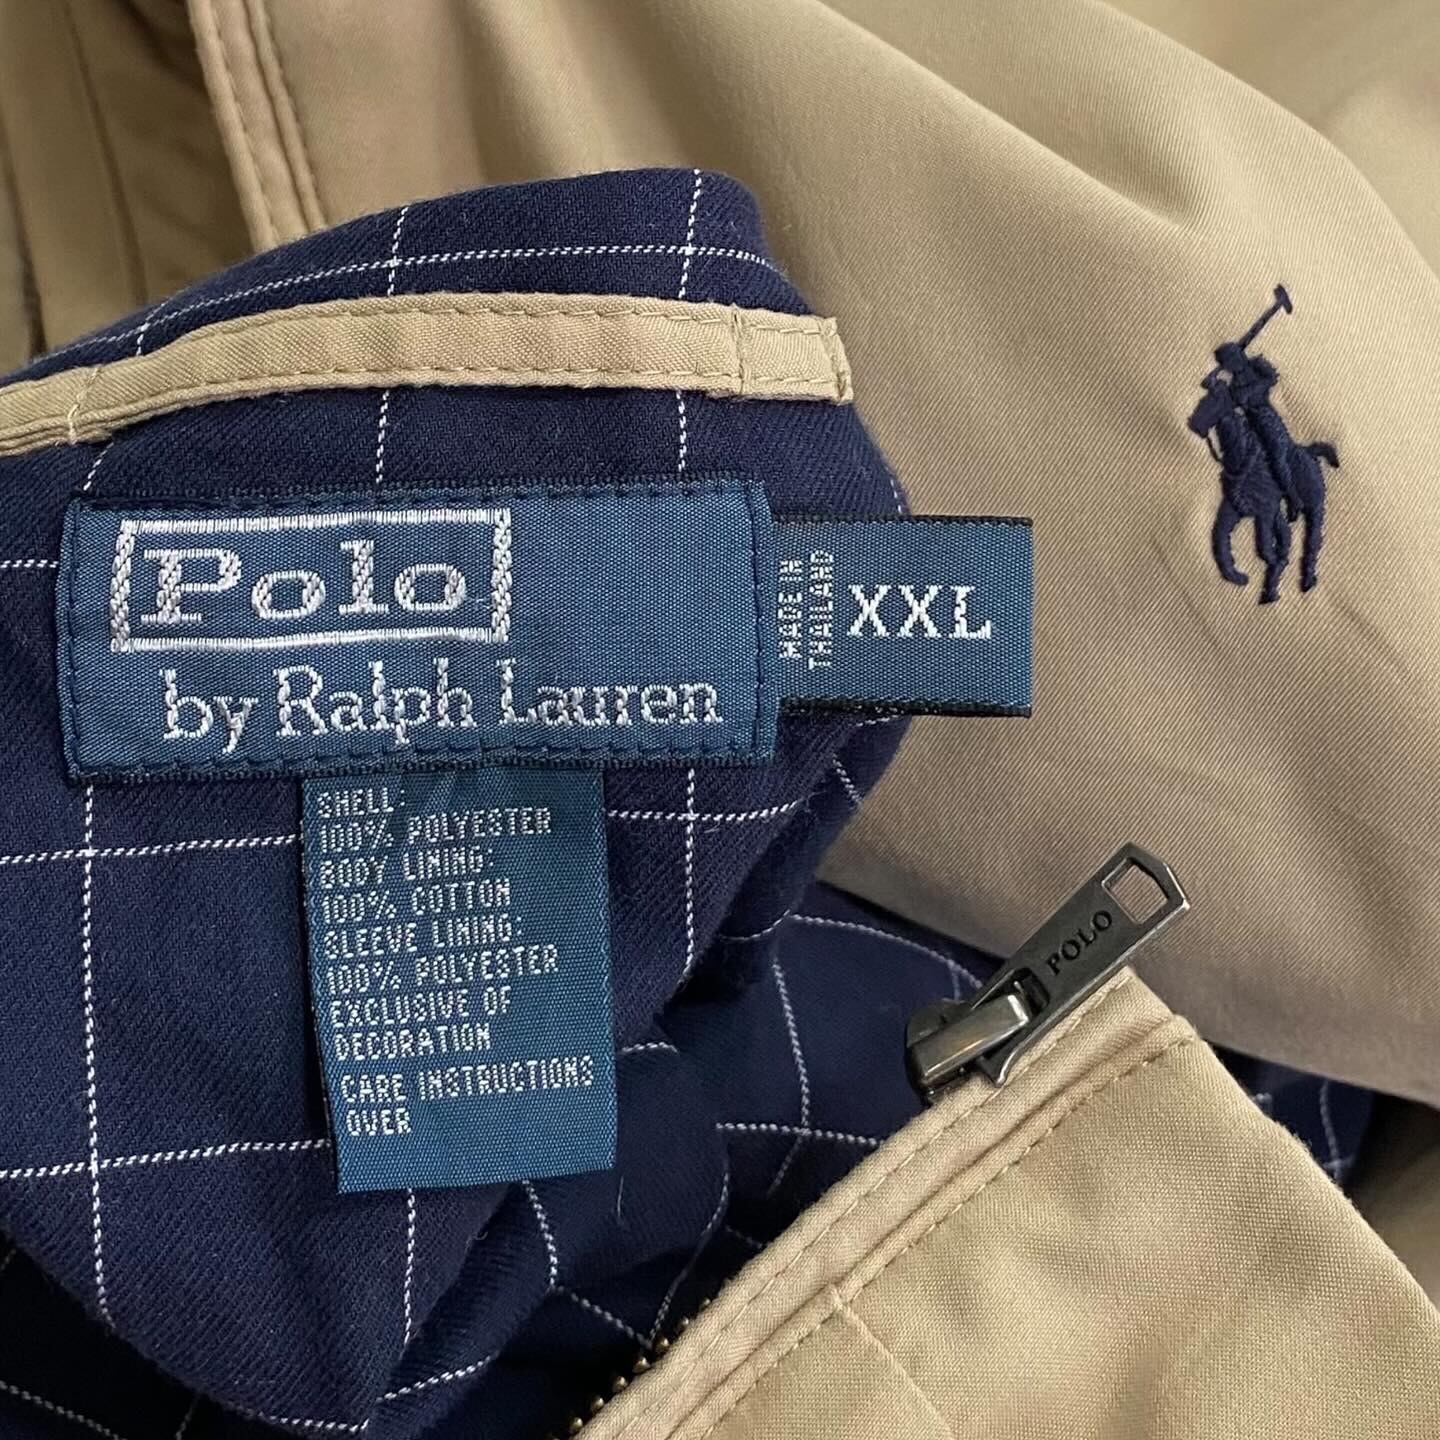 Polo
by Ralph Lauren
MADE IN
THAILAND
XXL
SHELL:
100% POLYESTER
BODY LINING:
100% COTTON
SLEEVE LINING:
100% POLYESTER
EXCLUSIVE OF
DECORATION
CARE INSTRUCTIONS
OVER
POLO